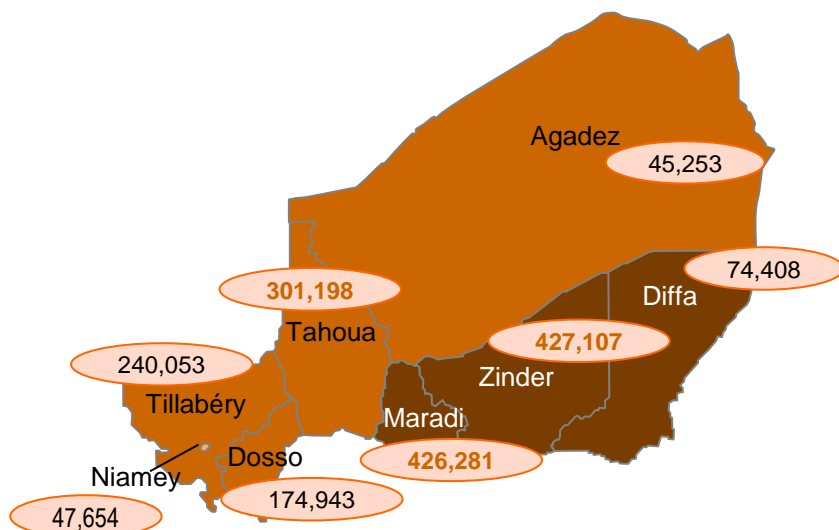 Agadez
45,253
74,408
Diffa
301,198
Tahoua
427,107
Zinder
240,053
Tillabéry
Maradi
426,281
Niamey
Dosso
174,943
47,654